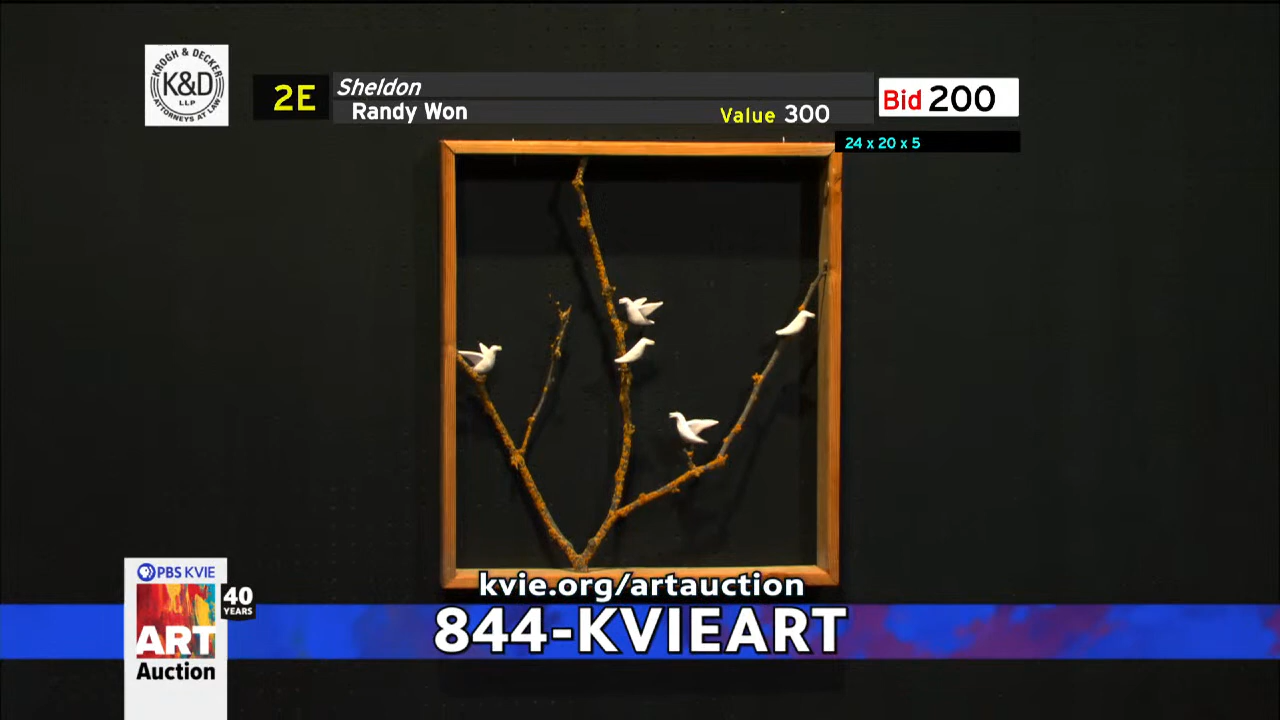 KROGH & DECKER
K&D
LLP
ATTORNEYS AT LAW
2E
Sheldon
Randy Won
Value 300
Bid 200
24 x 20 x 5
PBS KVIE
40
YEARS
ART
Auction
kvie.org/artauction
844-KVIEART